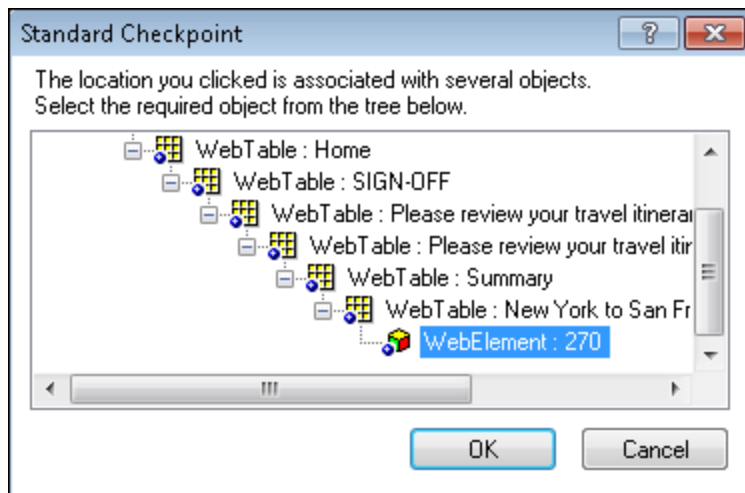 Standard Checkpoint
The location you clicked is associated with several objects.
Select the required object from the tree below.
WebTable : Home
WebTable : SIGN-OFF
WebTable : Please review your travel itinerar
WebTable : Please review your travel itir
WebTable : Summary
WebTable : New York to San Fr
WebElement : 270
OK Cancel